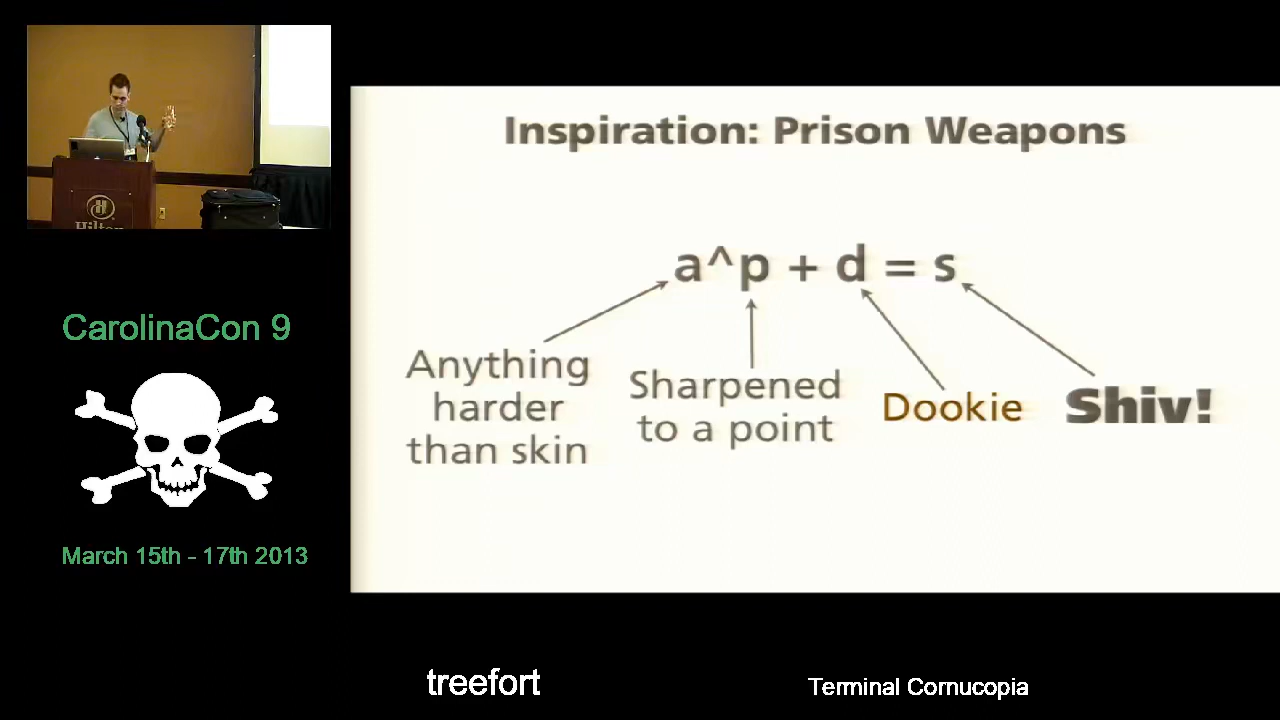 Inspiration: Prison Weapons
a^p + d = s
Anything
harder
than skin
Sharpened
to a point
Dookie
Shiv!
H
Hilton
CarolinaCon 9
March 15th - 17th 2013
treefort
Terminal Cornucopia